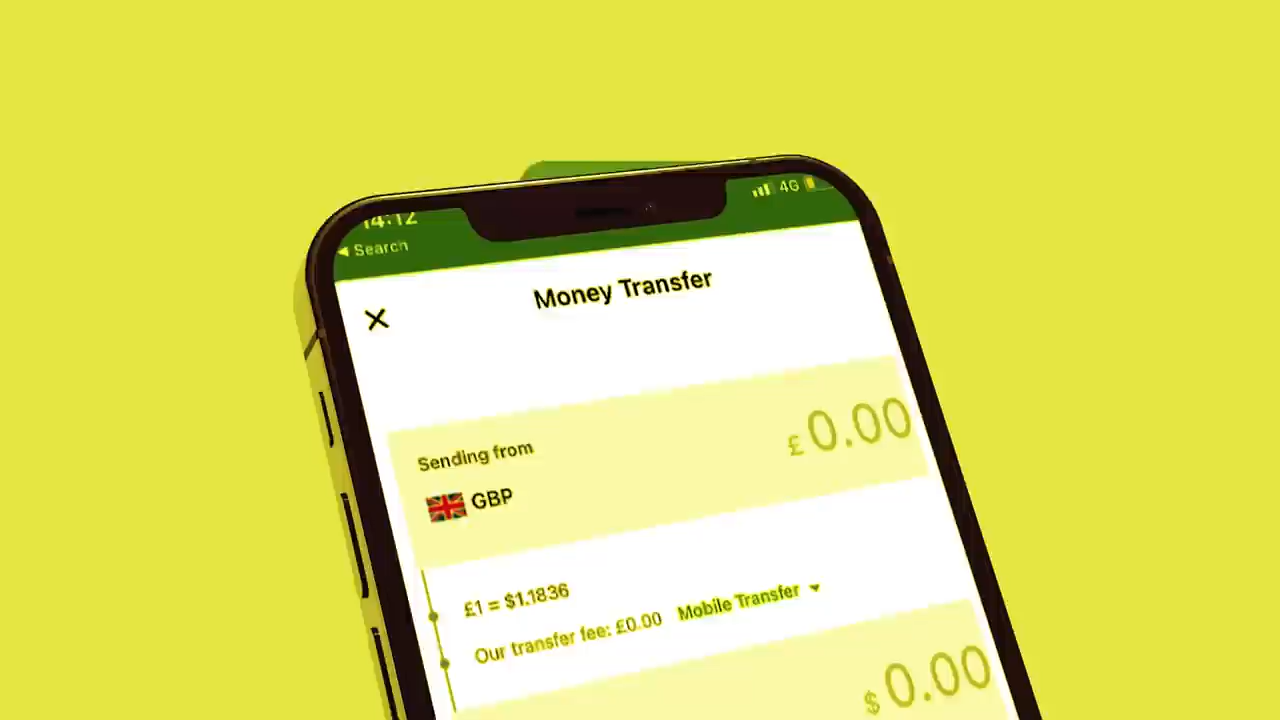 14:12
4G
◀ Search
Money Transfer
Sending from
£ 0.00
GBP
£1 = $1.1836
Our transfer fee: £0.00 Mobile Transfer
$ 0.00